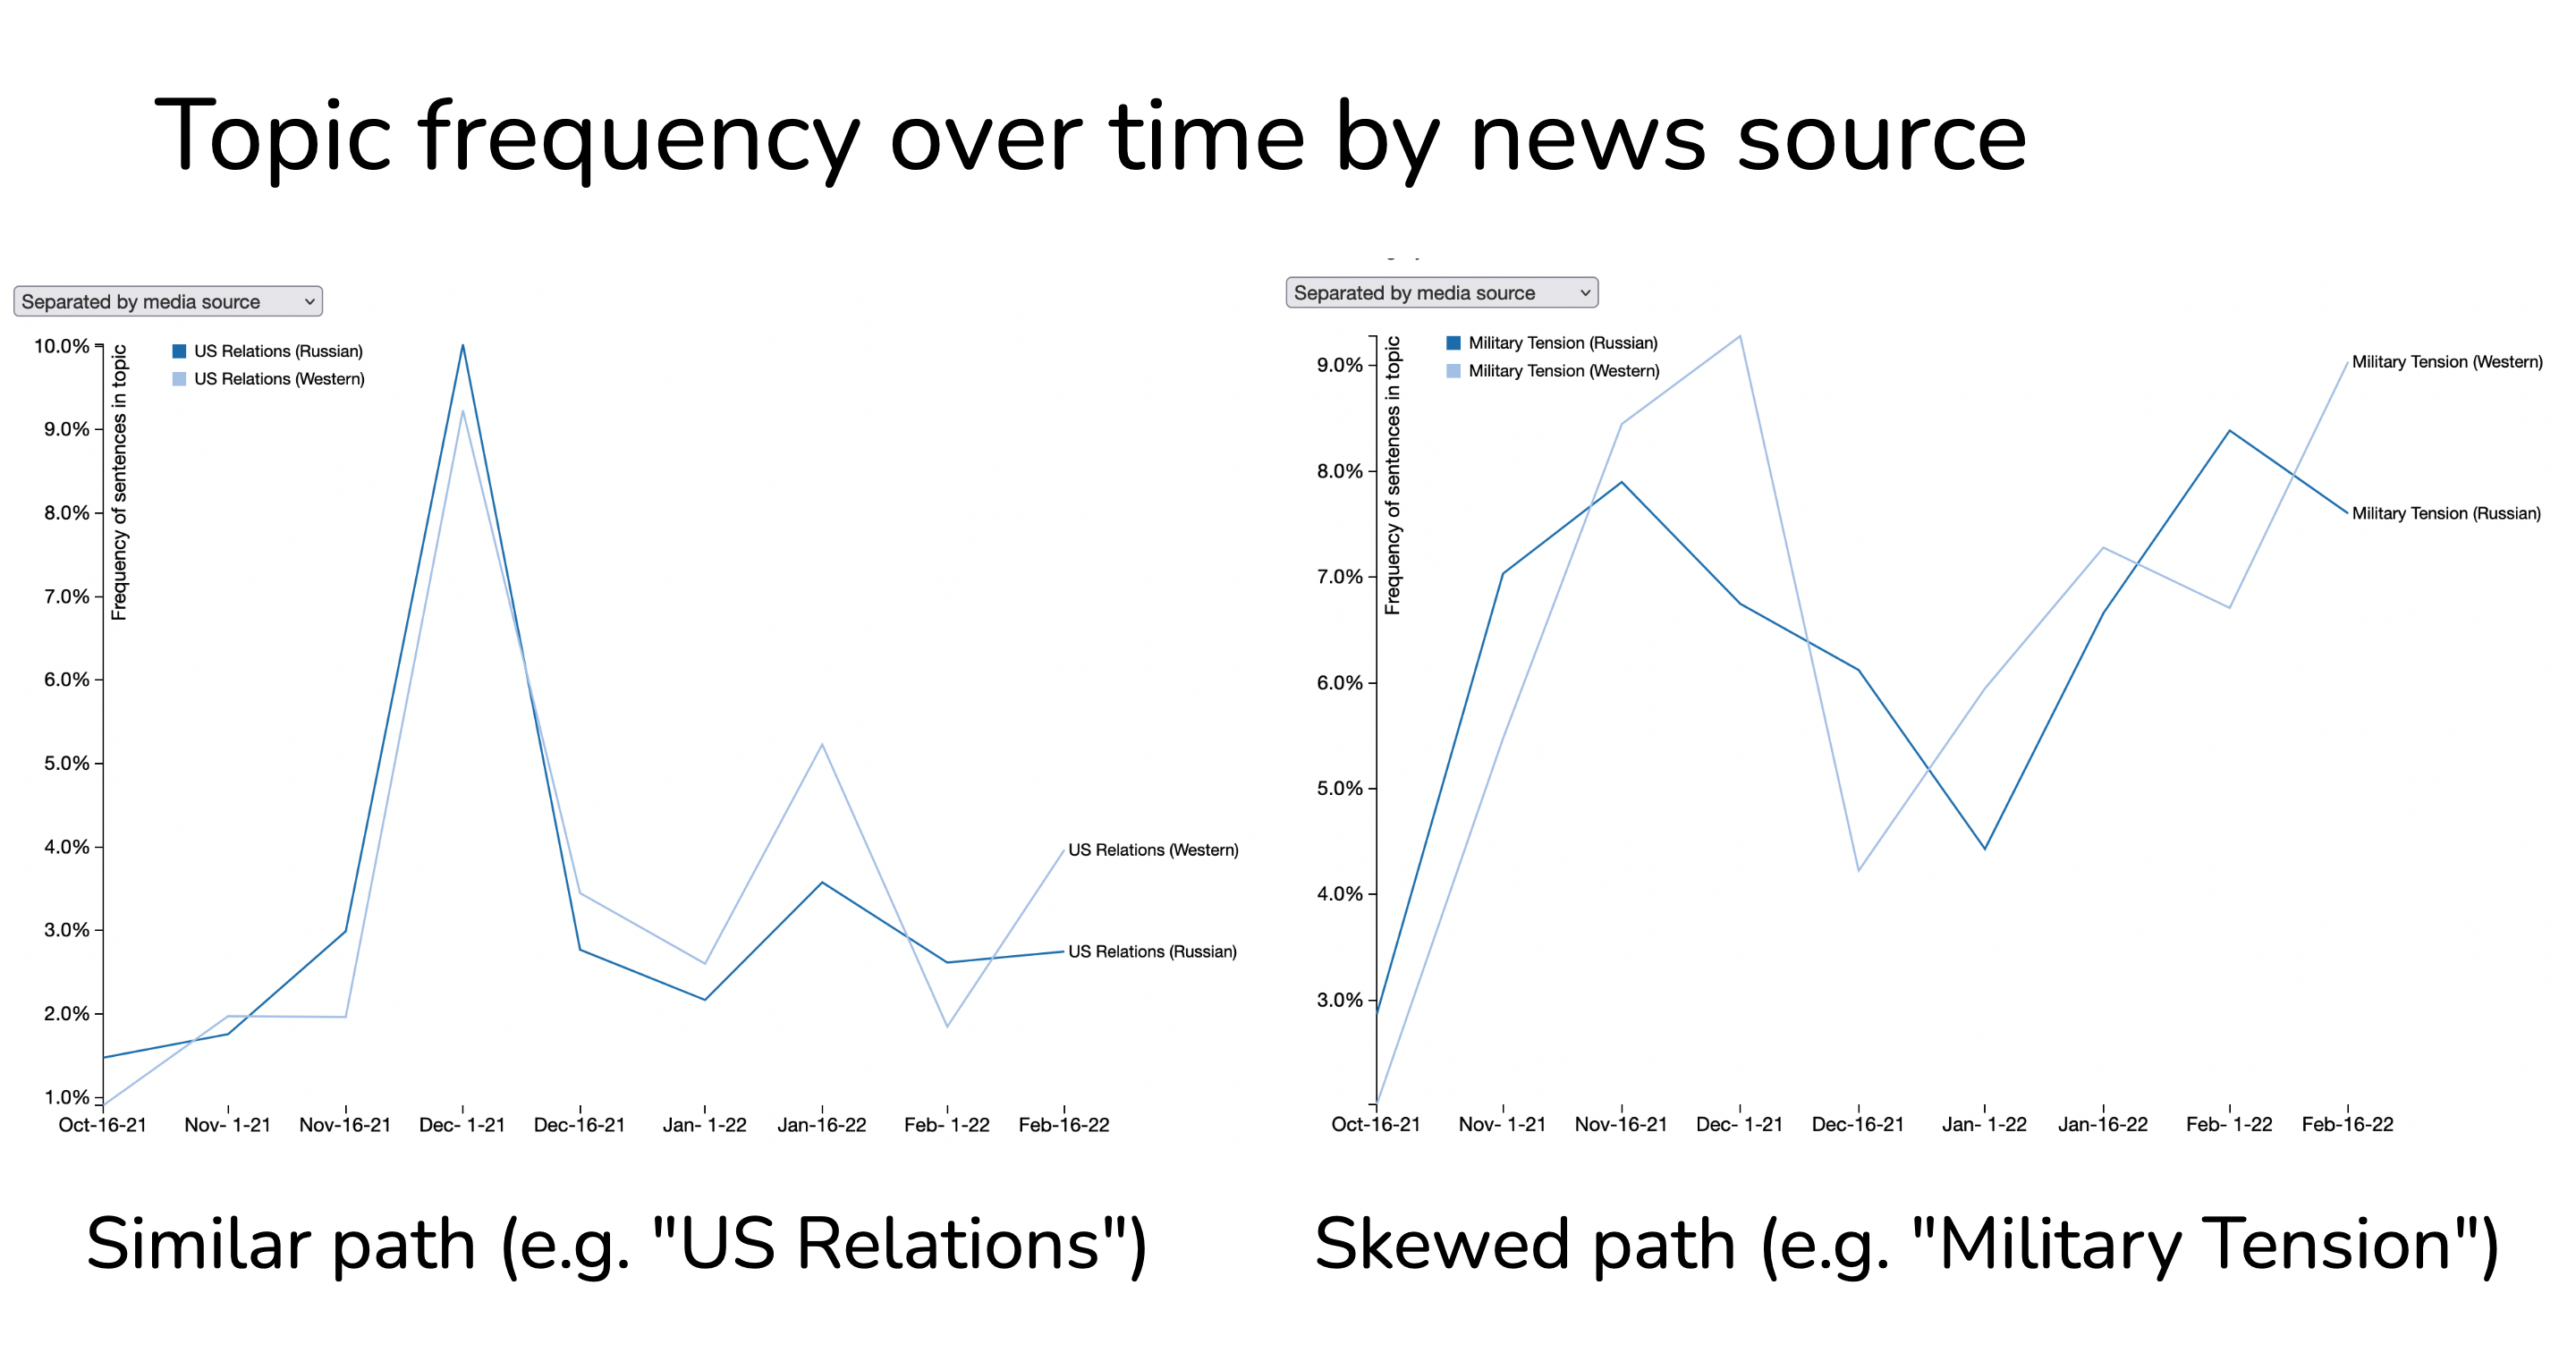 Topic frequency over time by news source
Separated by media source
10.0%
9.0%
8.0%
7.0%
6.0%
5.0%
4.0%
3.0%
2.0%
1.0%
Frequency of sentences in topic
US Relations (Russian)
US Relations (Western)
US Relations (Western)
US Relations (Russian)
Oct-16-21
Nov- 1-21
Nov-16-21
Dec- 1-21
Dec-16-21
Jan- 1-22
Jan-16-22
Feb- 1-22
Feb-16-22
Similar path (e.g. "US Relations")
Separated by media source
9.0%
8.0%
7.0%
6.0%
5.0%
4.0%
3.0%
Frequency of sentences in topic
Military Tension (Russian)
Military Tension (Western)
Military Tension (Western)
Military Tension (Russian)
Oct-16-21
Nov- 1-21
Nov-16-21
Dec- 1-21
Dec-16-21
Jan- 1-22
Jan-16-22
Feb- 1-22
Feb-16-22
Skewed path (e.g. "Military Tension")